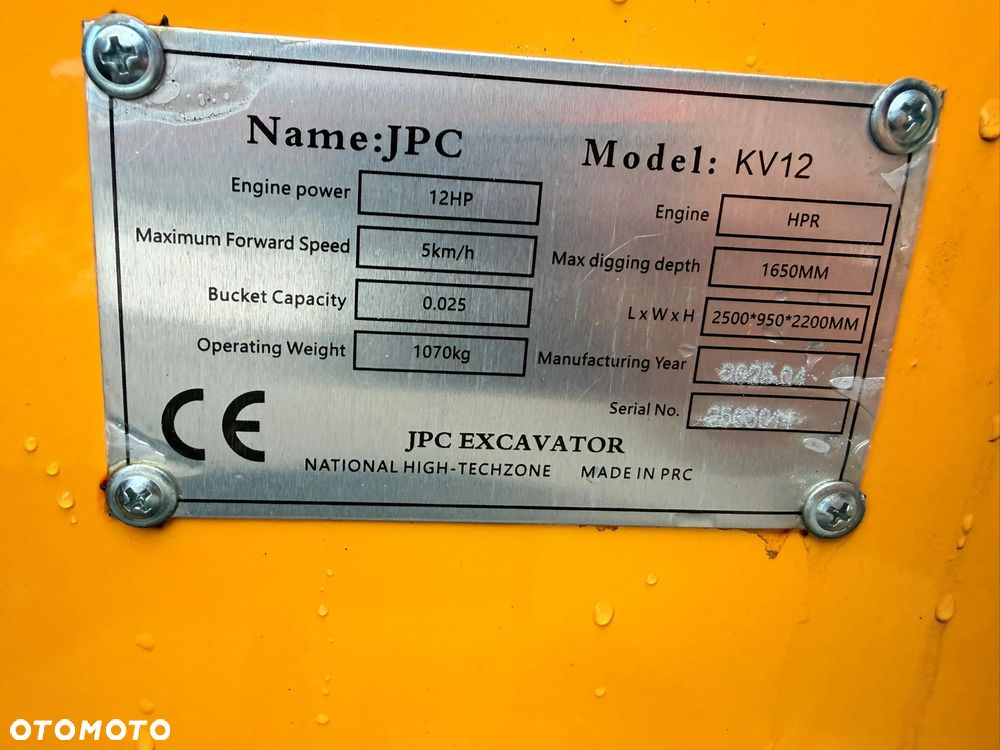 Name:JPC
Model: KV12
Engine power 12HP
Engine HPR
Maximum Forward Speed 5km/h
Max digging depth 1650MM
Bucket Capacity 0.025
L x W x H 2500*950*2200MM
Operating Weight 1070kg
Manufacturing Year 2025.04
Serial No.
CE
JPC EXCAVATOR
NATIONAL HIGH-TECHZONE MADE IN PRC
OTOMOTO